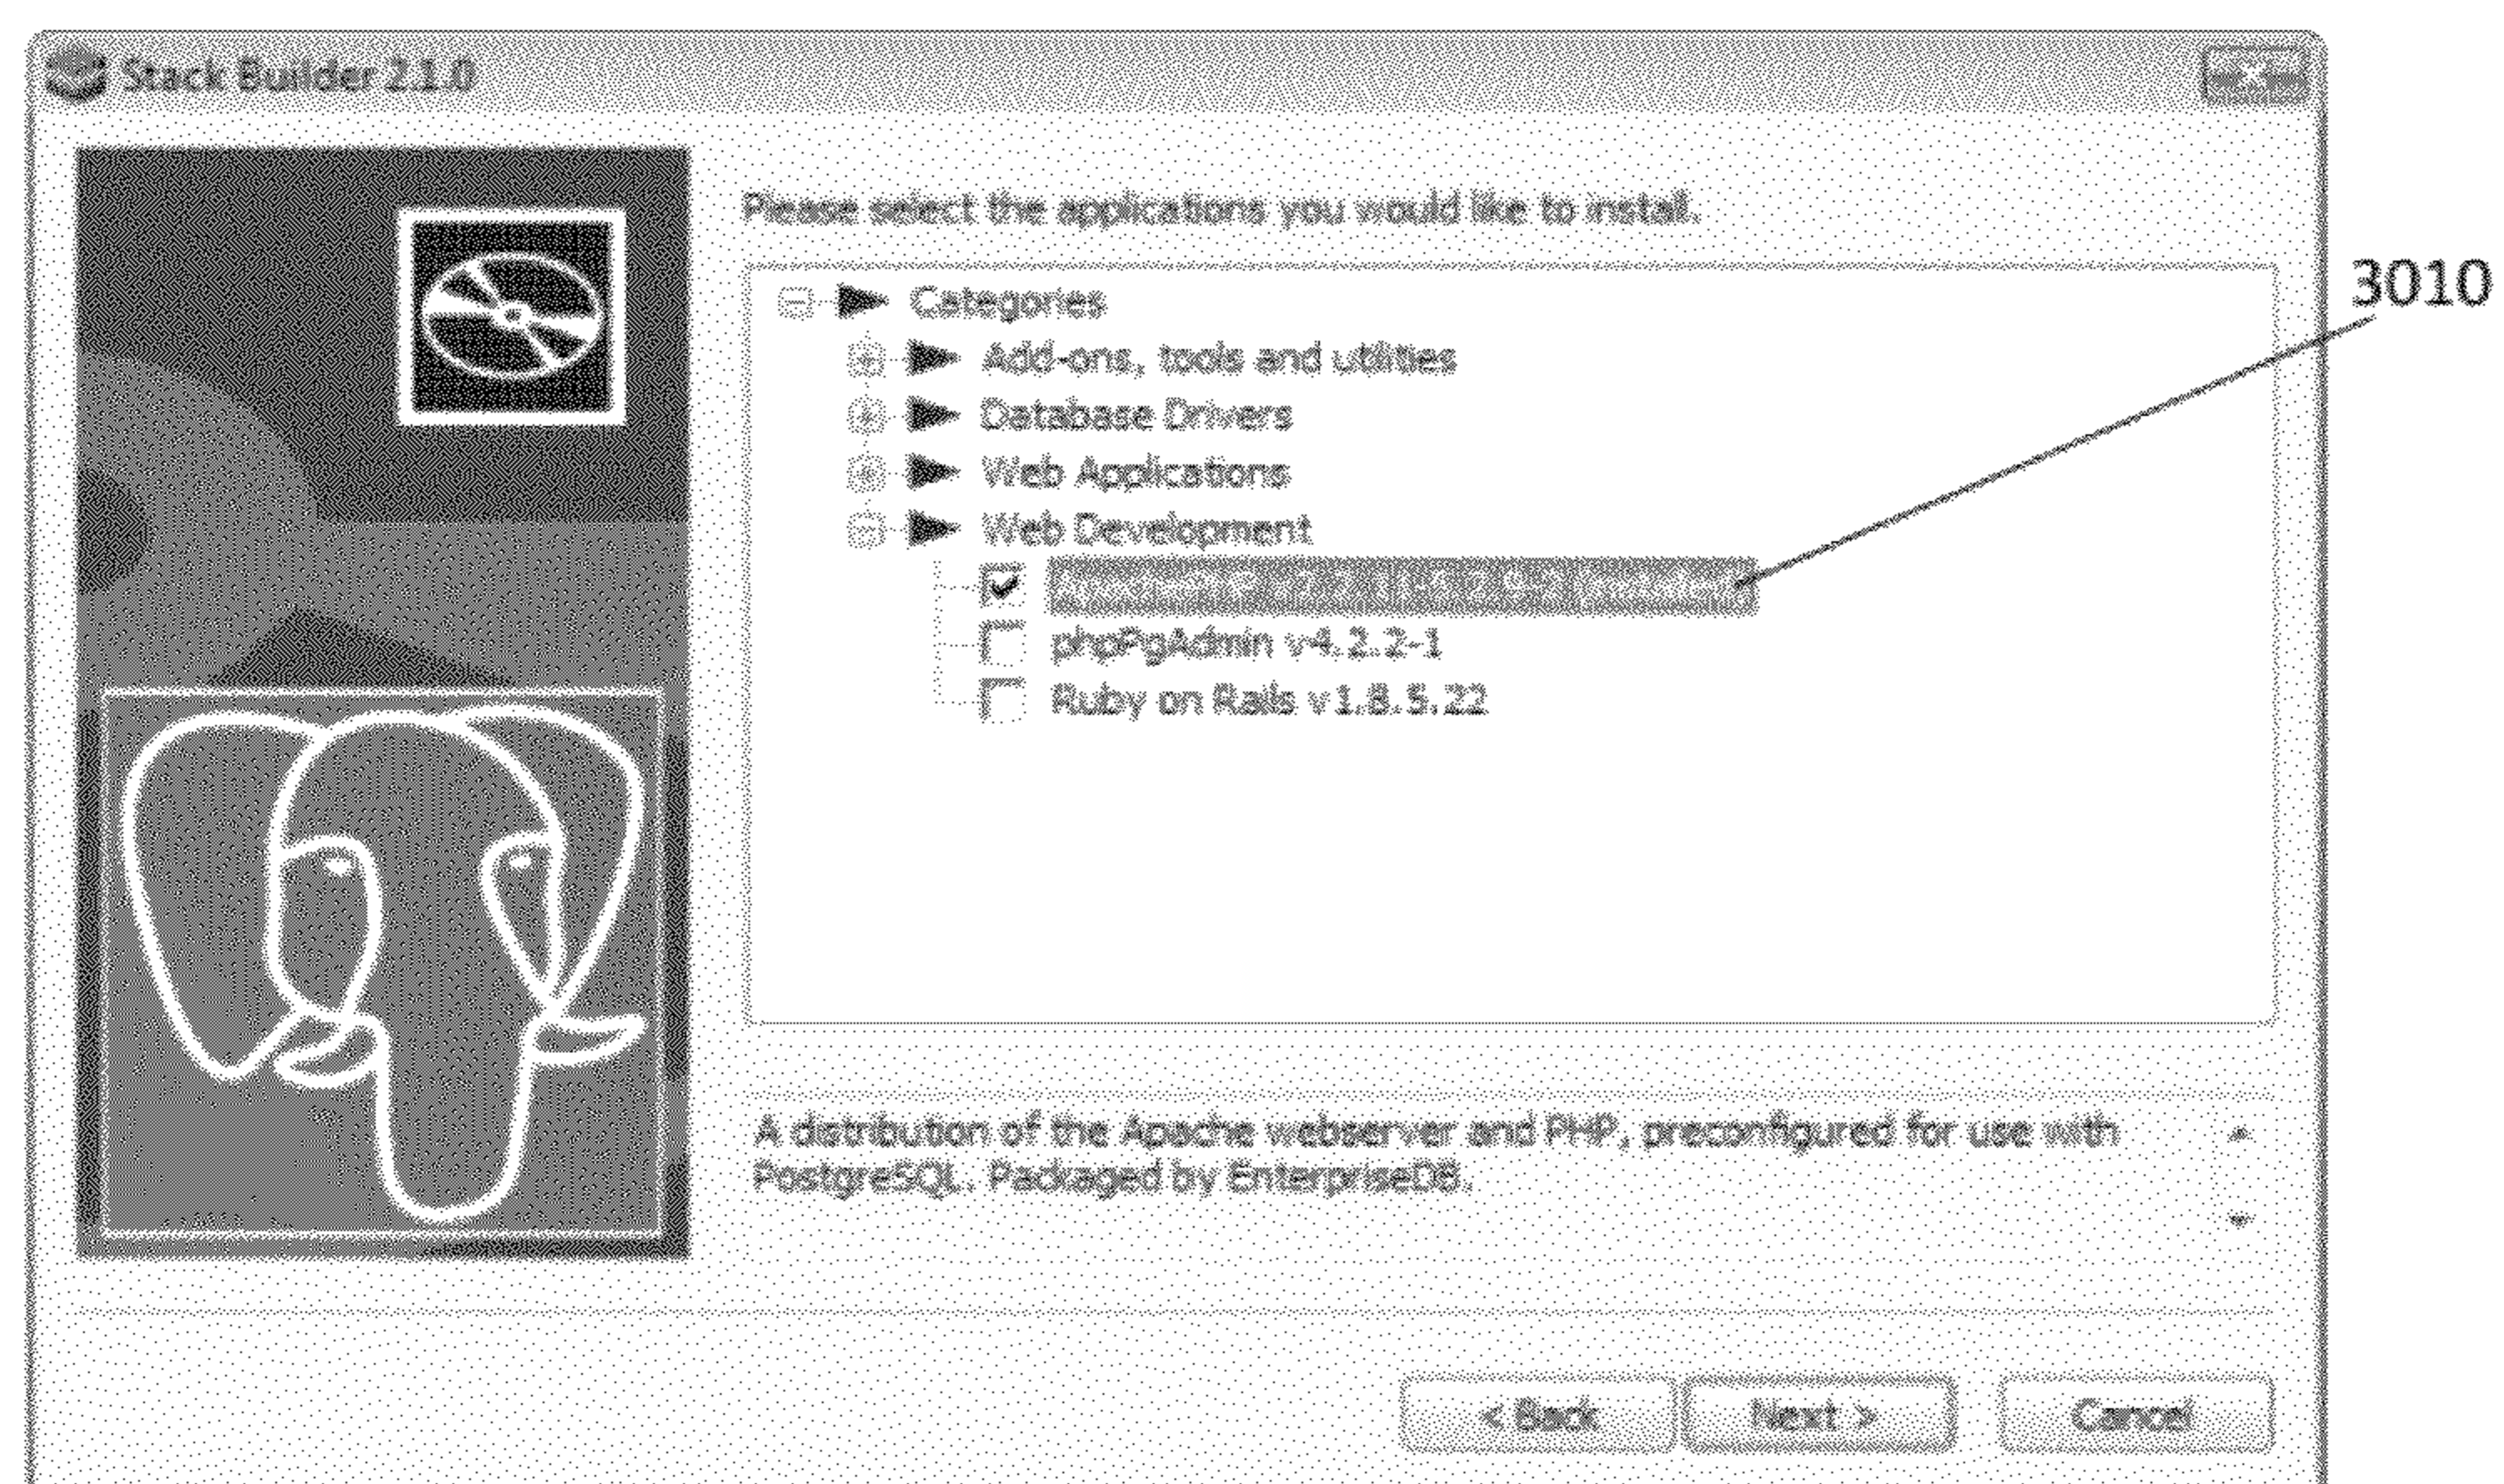 Stack Builder 2.1.0
Please select the applications you would like to install.
3010
Categories
Add-ons, tools and utilities
Database Drivers
Web Applications
Web Development
phpPgAdmin v4.2.2-1
Ruby on Rails v1.8.5.22
A distribution of the Apache webserver and PHP, preconfigured for use with
PostgreSQL. Packaged by EnterpriseDB.
< Back
Next >
Cancel